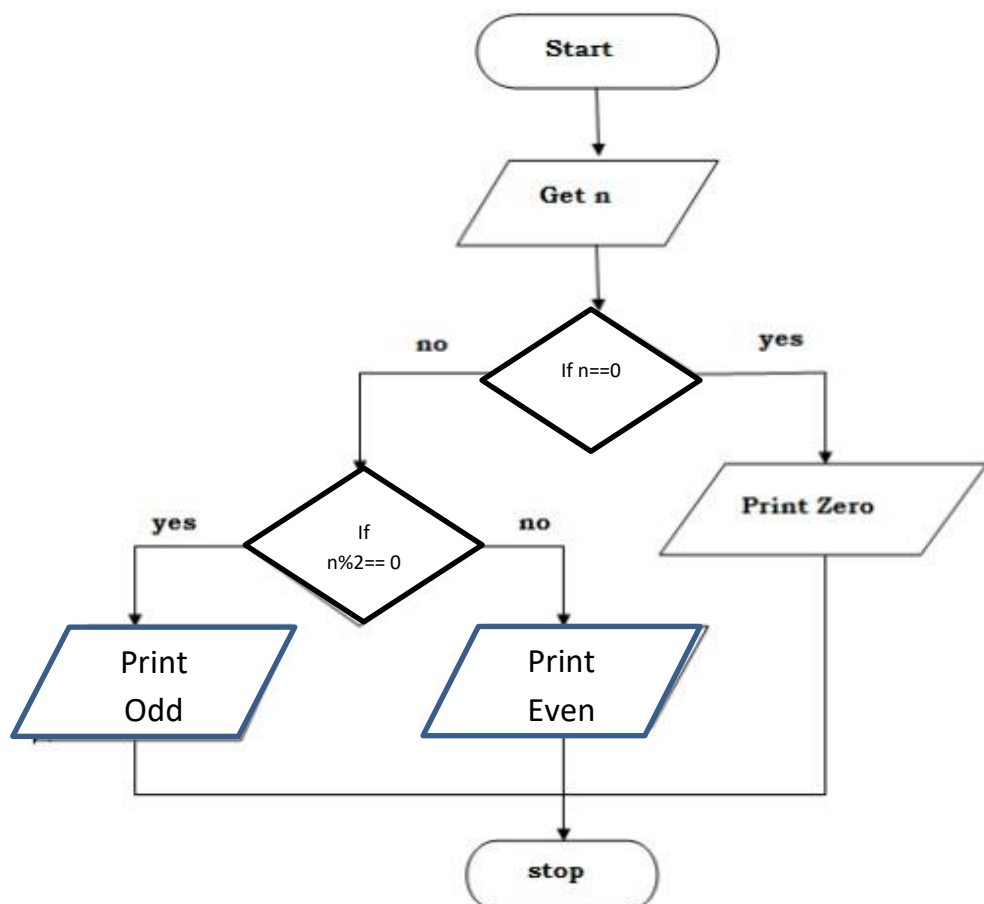 Start
Get n
no
yes
If n==0
Print Zero
yes
no
If
n%2== 0
Print
Odd
Print
Even
stop